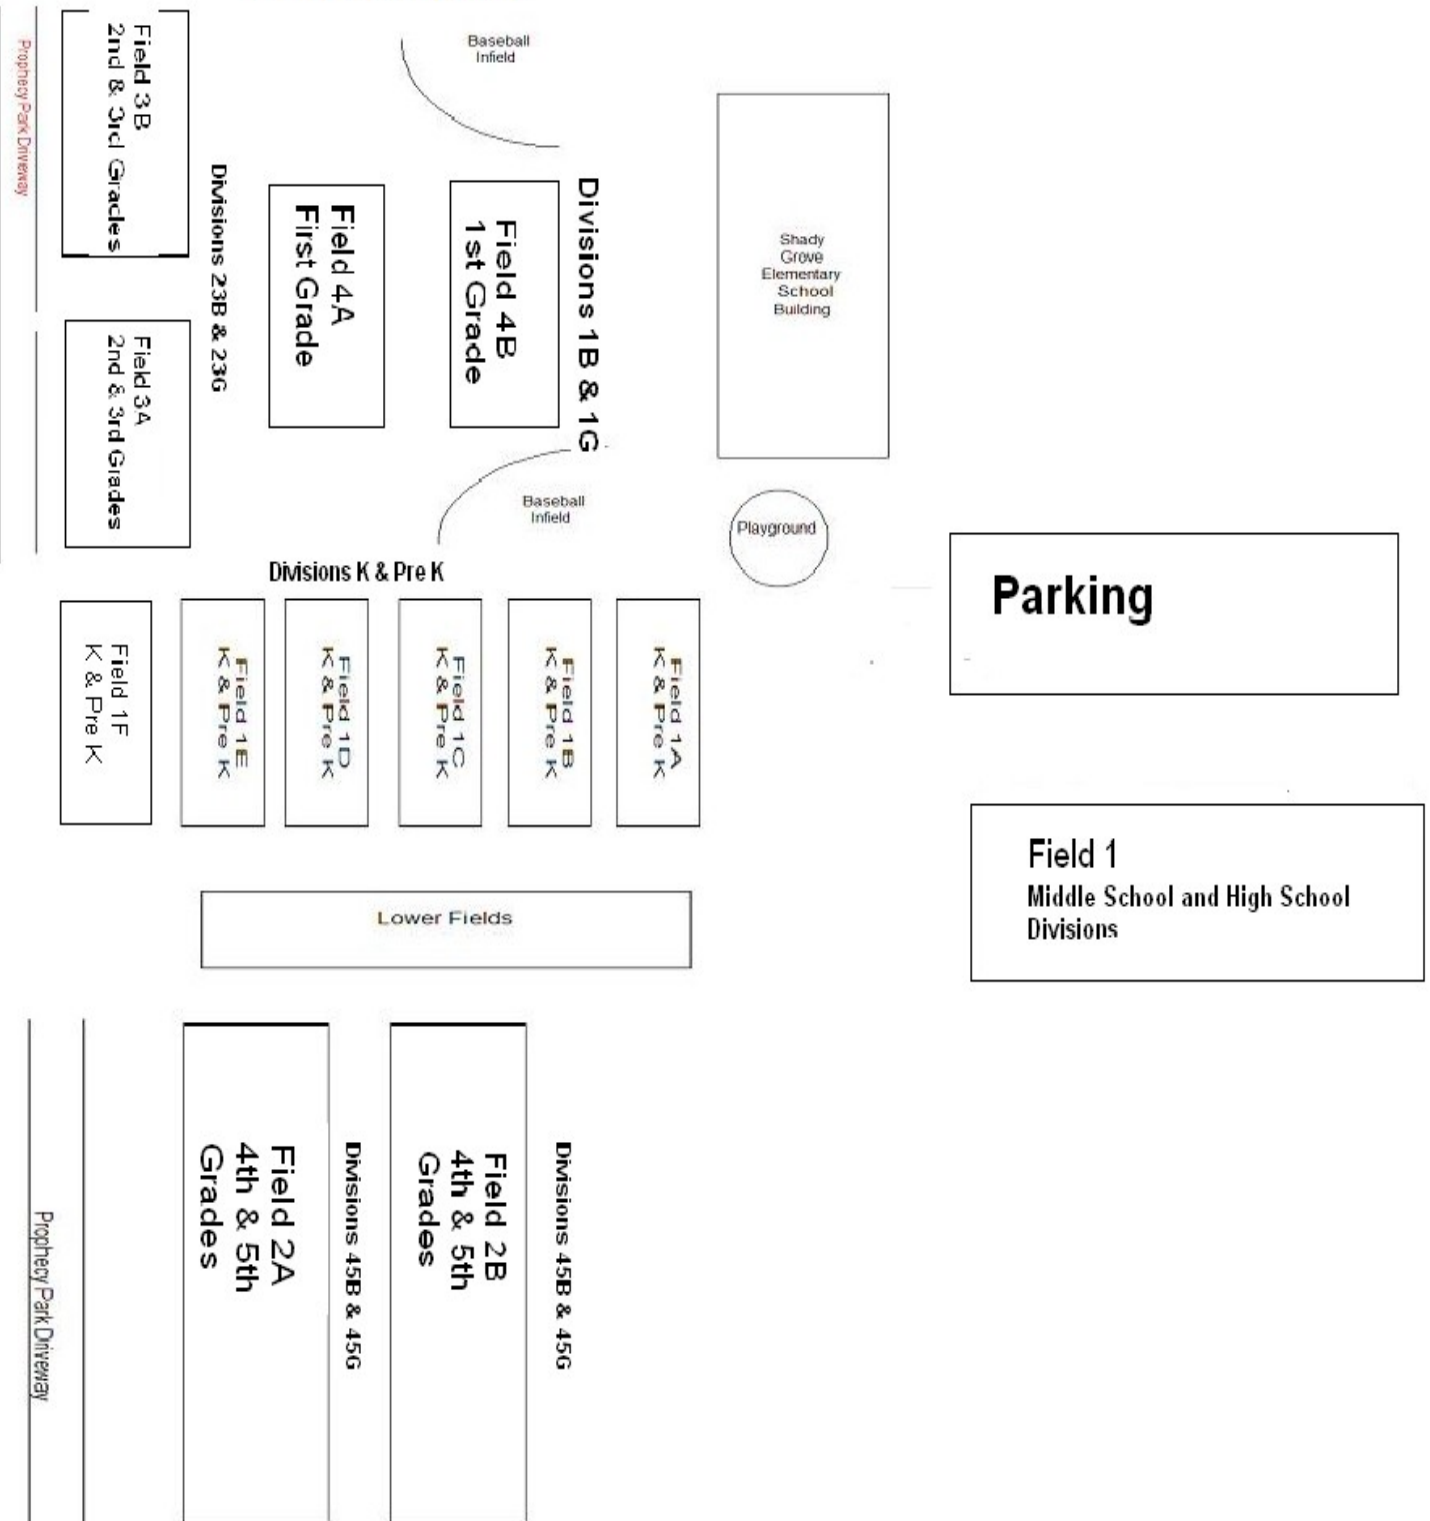 Prophecy Park Driveway
Field 3B
2nd & 3rd Grades
Divisions 23B & 23G
Field 3A
2nd & 3rd Grades
Baseball
Infield
Field 4A
First Grade
Field 4B
1st Grade
Divisions 1B & 1G
Shady
Grove
Elementary
School
Building
Baseball
Infield
Playground
Parking
Divisions K & Pre K
Field 1F
K & Pre K
Field 1E
K & Pre K
Field 1D
K & Pre K
Field 1C
K & Pre K
Field 1B
K & Pre K
Field 1A
K & Pre K
Field 1
Middle School and High School
Divisions
Lower Fields
Prophecy Park Driveway
Field 2A
4th & 5th
Grades
Divisions 45B & 45G
Field 2B
4th & 5th
Grades
Divisions 45B & 45G